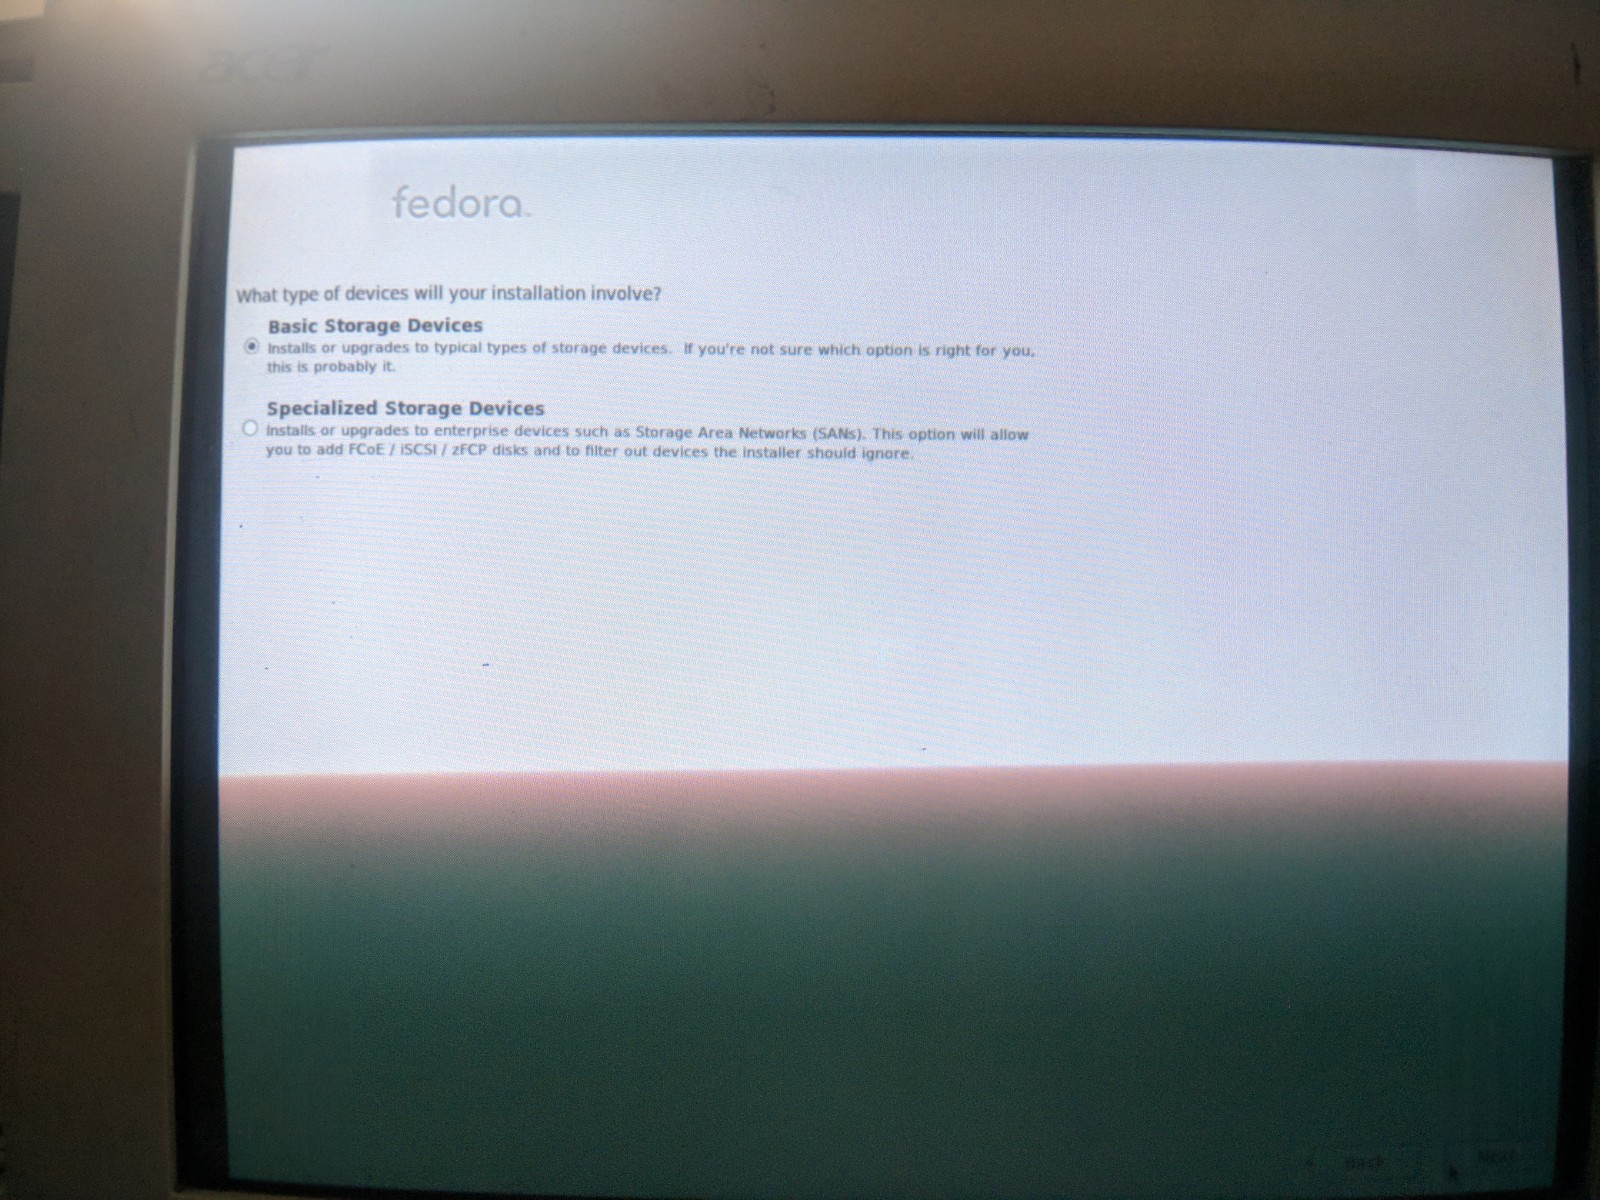 acer
fedora
What type of devices will your installation involve?
Basic Storage Devices
Installs or upgrades to typical types of storage devices. If you're not sure which option is right for you,
this is probably it.
Specialized Storage Devices
Installs or upgrades to enterprise devices such as Storage Area Networks (SANs). This option will allow
you to add FCoE / iSCSI / zFCP disks and to filter out devices the installer should ignore.
Back
Next